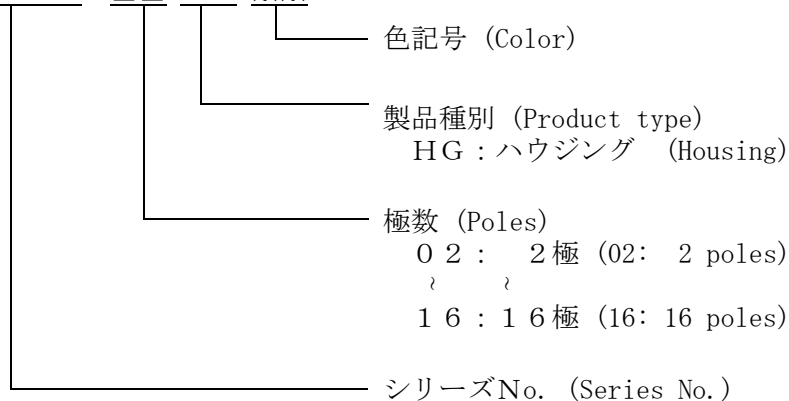 色記号 (Color)
製品種別 (Product type)
HG:ハウジング (Housing)
極数 (Poles)
02: 2極 (02: 2 poles)
~ ~
16:16極 (16: 16 poles)
シリーズNo. (Series No.)